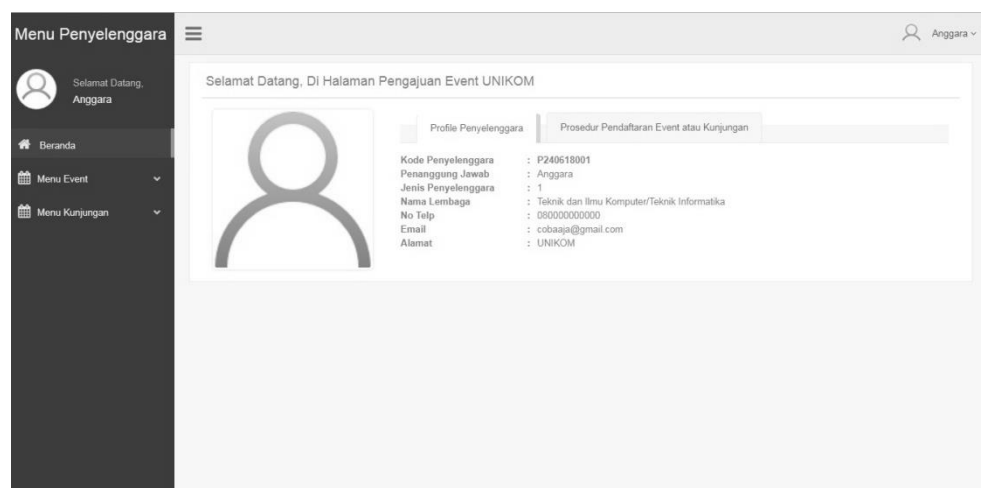 Menu Penyelenggara
Anggara
Selamat Datang,
Anggara
Beranda
Menu Event
Menu Kunjungan
Selamat Datang, Di Halaman Pengajuan Event UNIKOM
Profile Penyelenggara
Prosedur Pendaftaran Event atau Kunjungan
Kode Penyelenggara : P240618001
Penanggung Jawab : Anggara
Jenis Penyelenggara : 1
Nama Lembaga : Teknik dan Ilmu Komputer/Teknik Informatika
No Telp : 080000000000
Email : cobaaja@gmail.com
Alamat : UNIKOM